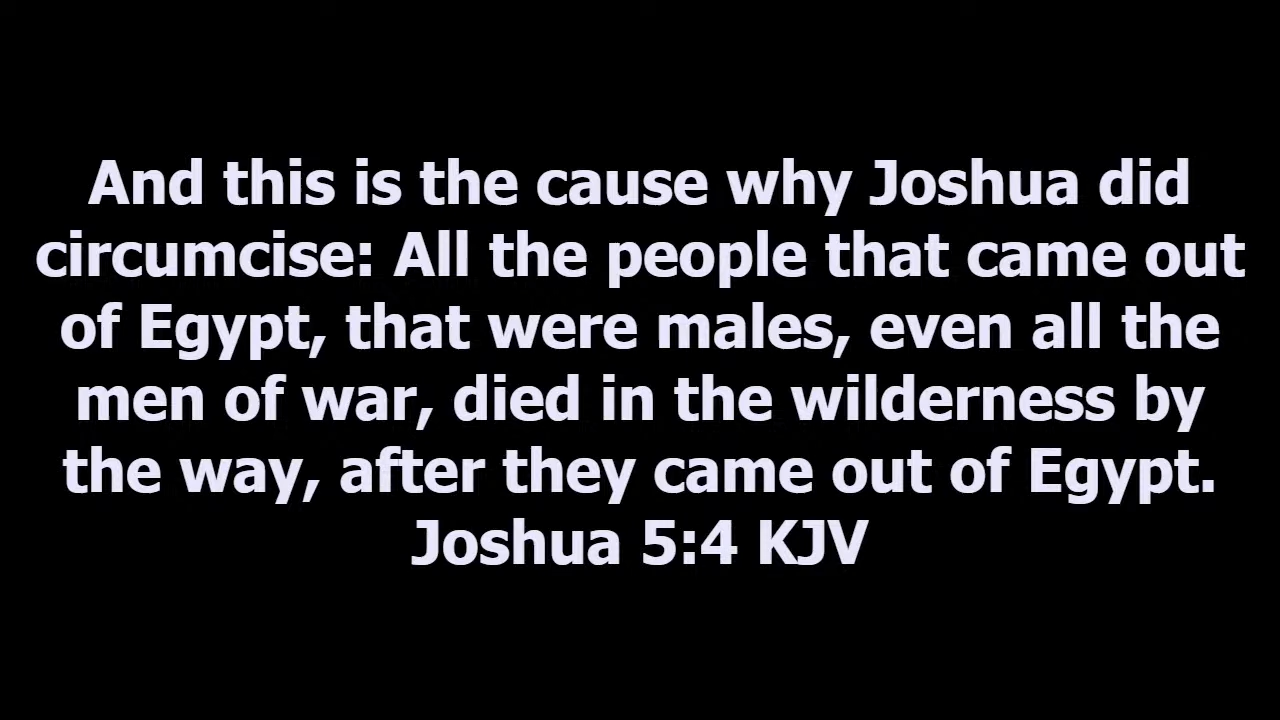 And this is the cause why Joshua did
circumcise: All the people that came out
of Egypt, that were males, even all the
men of war, died in the wilderness by
the way, after they came out of Egypt.
Joshua 5:4 KJV